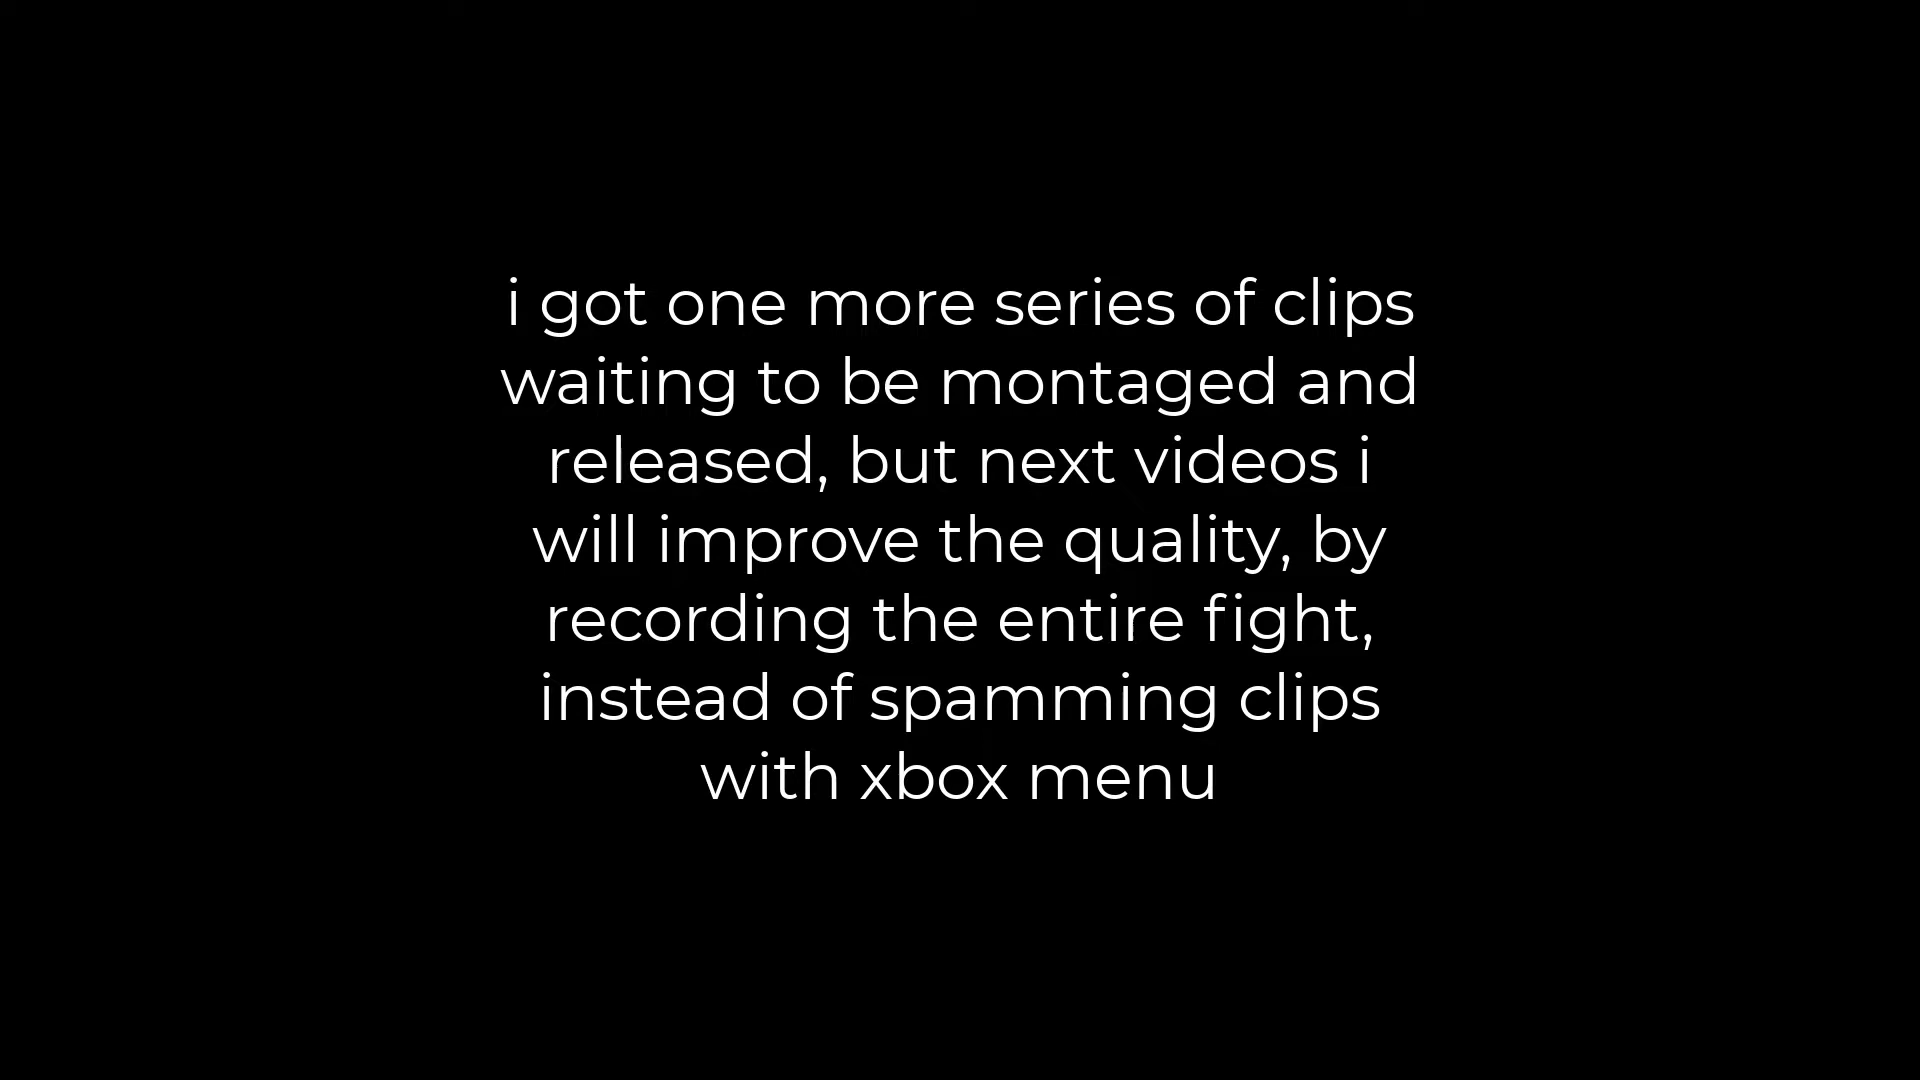 i got one more series of clips
waiting to be montaged and
released, but next videos i
will improve the quality, by
recording the entire fight,
instead of spamming clips
with xbox menu